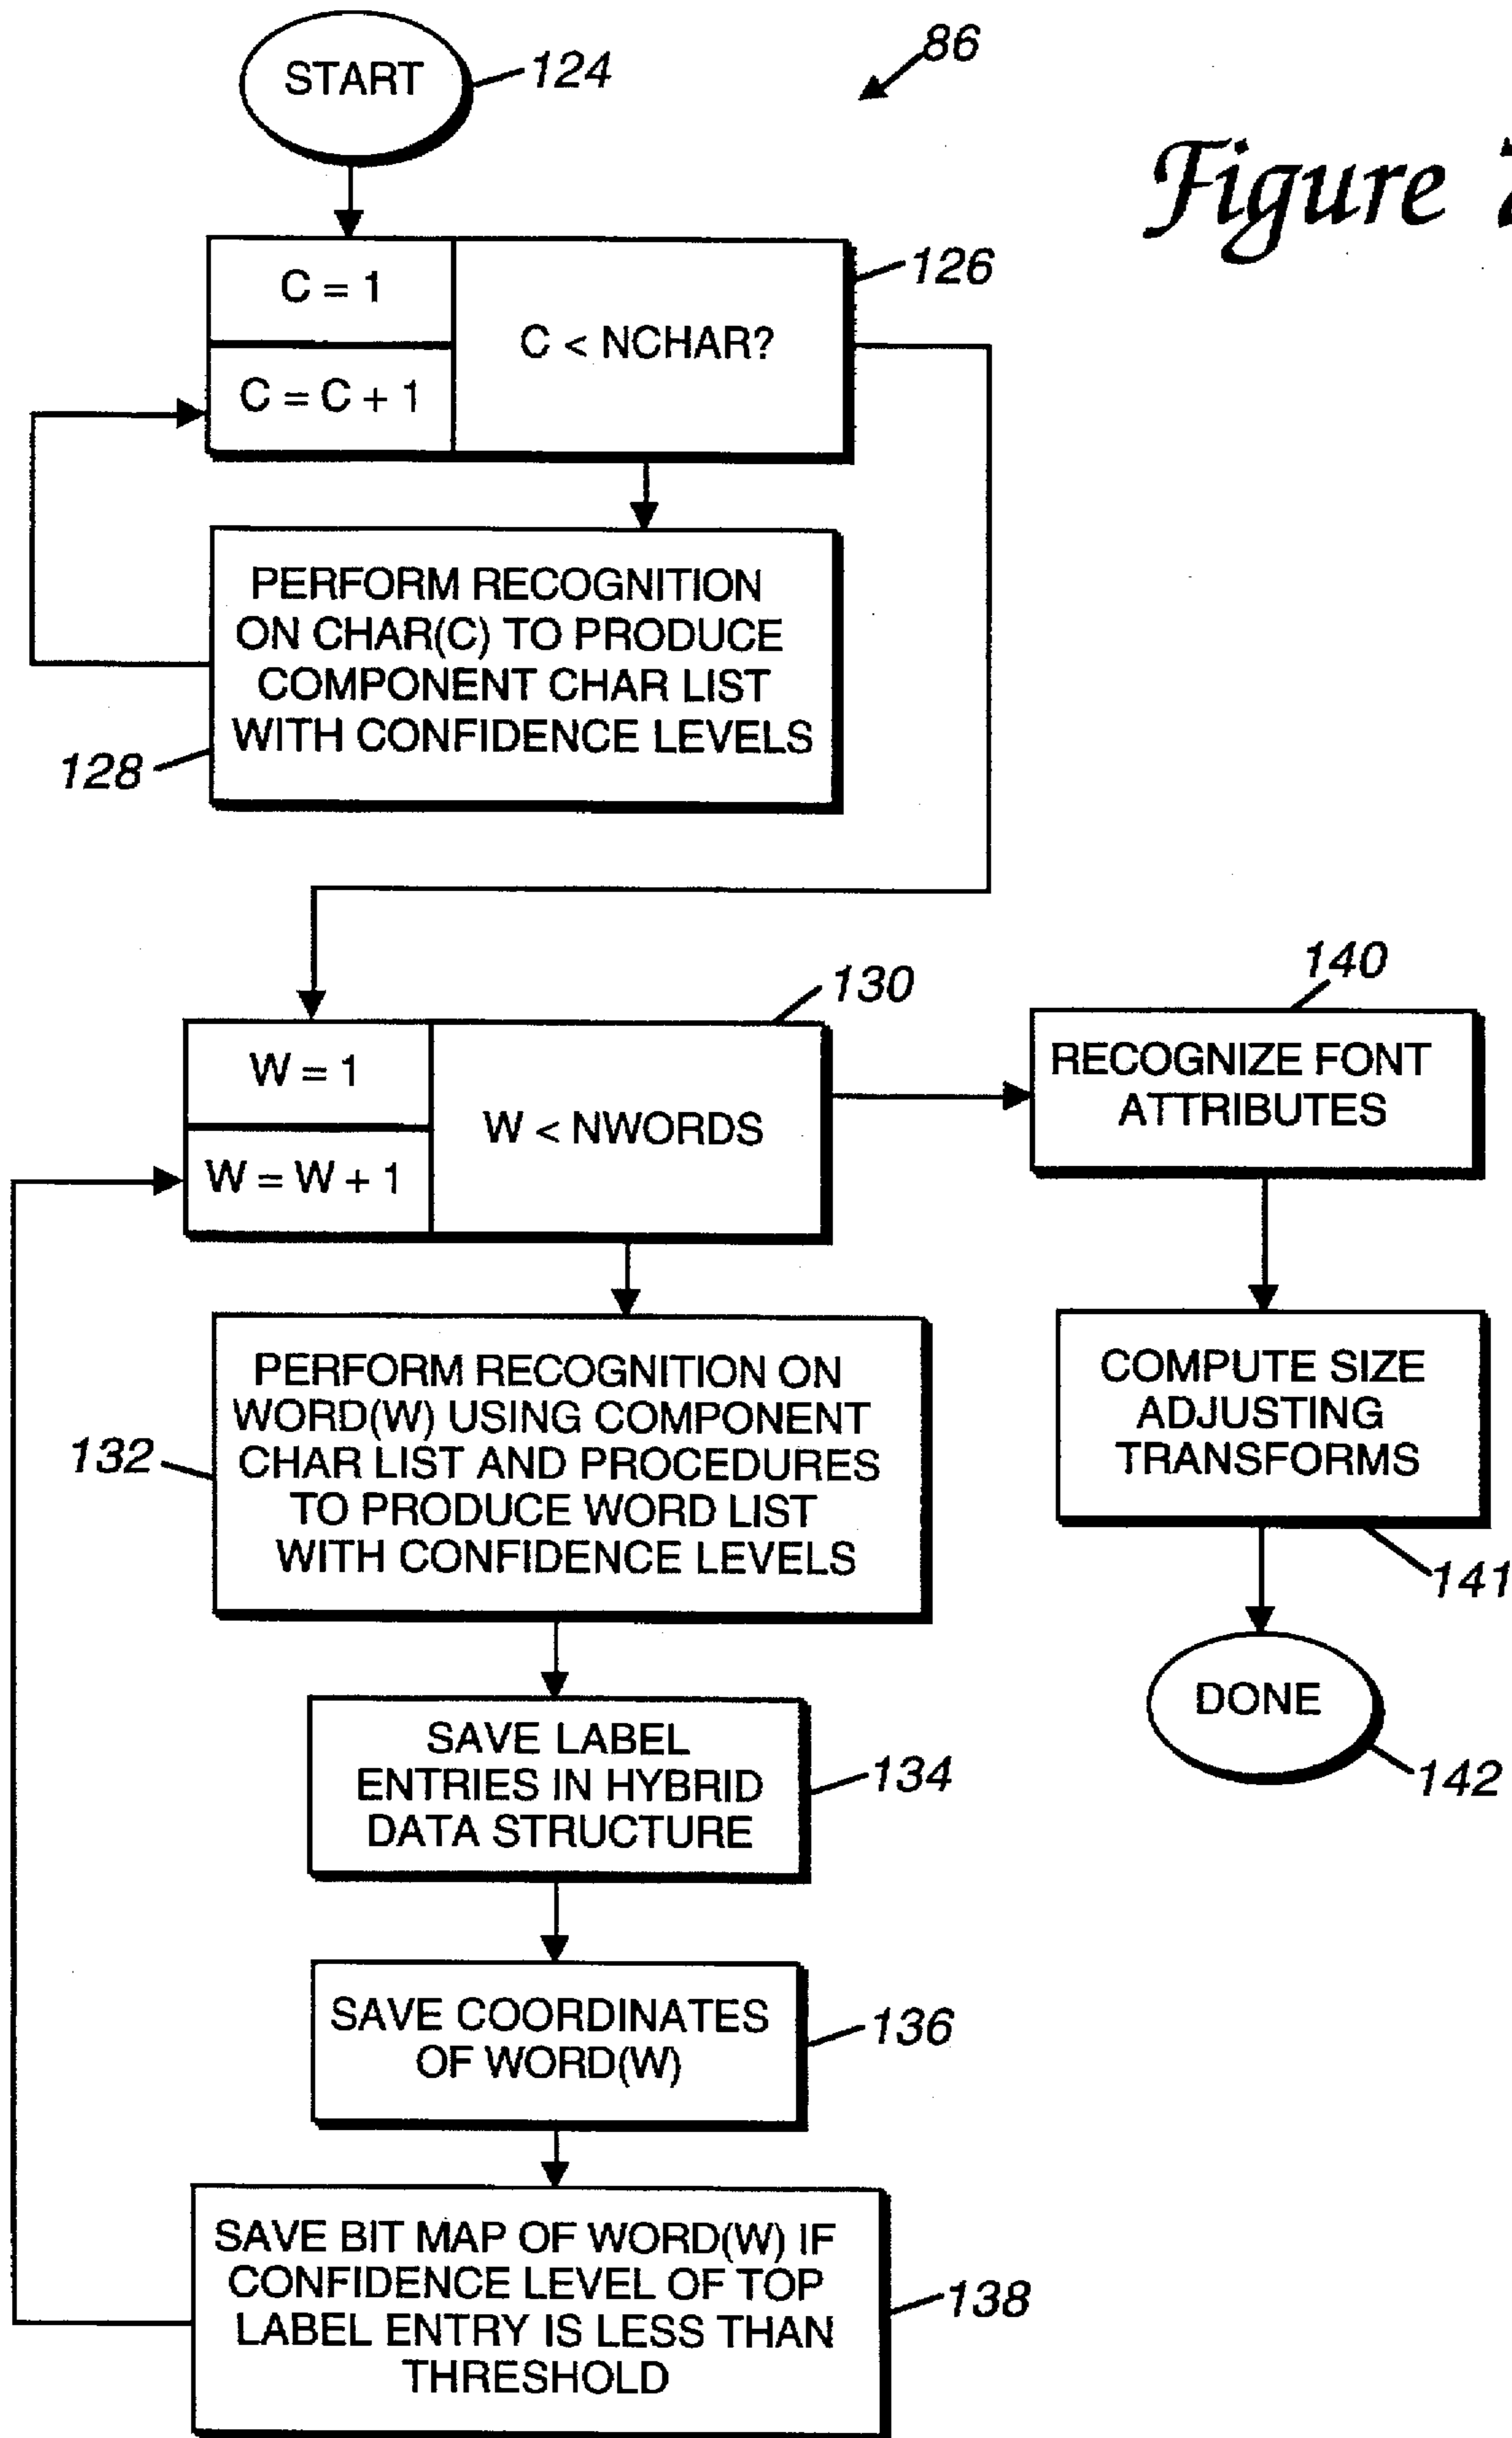 START
124
86
Figure
C = 1
C = C + 1
C < NCHAR?
126
PERFORM RECOGNITION
ON CHAR(C) TO PRODUCE
COMPONENT CHAR LIST
WITH CONFIDENCE LEVELS
128
W = 1
W = W + 1
W < NWORDS
130
140
RECOGNIZE FONT
ATTRIBUTES
PERFORM RECOGNITION ON
WORD(W) USING COMPONENT
CHAR LIST AND PROCEDURES
TO PRODUCE WORD LIST
WITH CONFIDENCE LEVELS
132
COMPUTE SIZE
ADJUSTING
TRANSFORMS
141
SAVE LABEL
ENTRIES IN HYBRID
DATA STRUCTURE
134
DONE
142
SAVE COORDINATES
OF WORD(W)
136
SAVE BIT MAP OF WORD(W) IF
CONFIDENCE LEVEL OF TOP
LABEL ENTRY IS LESS THAN
THRESHOLD
138